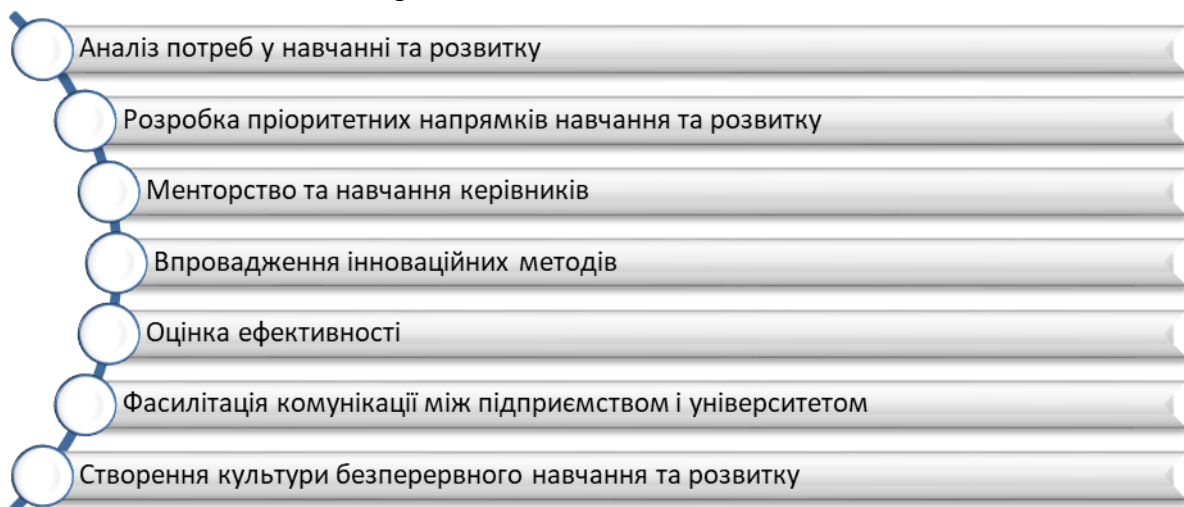 Аналіз потреб у навчанні та розвитку
Розробка пріоритетних напрямків навчання та розвитку
Менторство та навчання керівників
Впровадження інноваційних методів
Оцінка ефективності
Фасилітація комунікації між підприємством і університетом
Створення культури безперервного навчання та розвитку